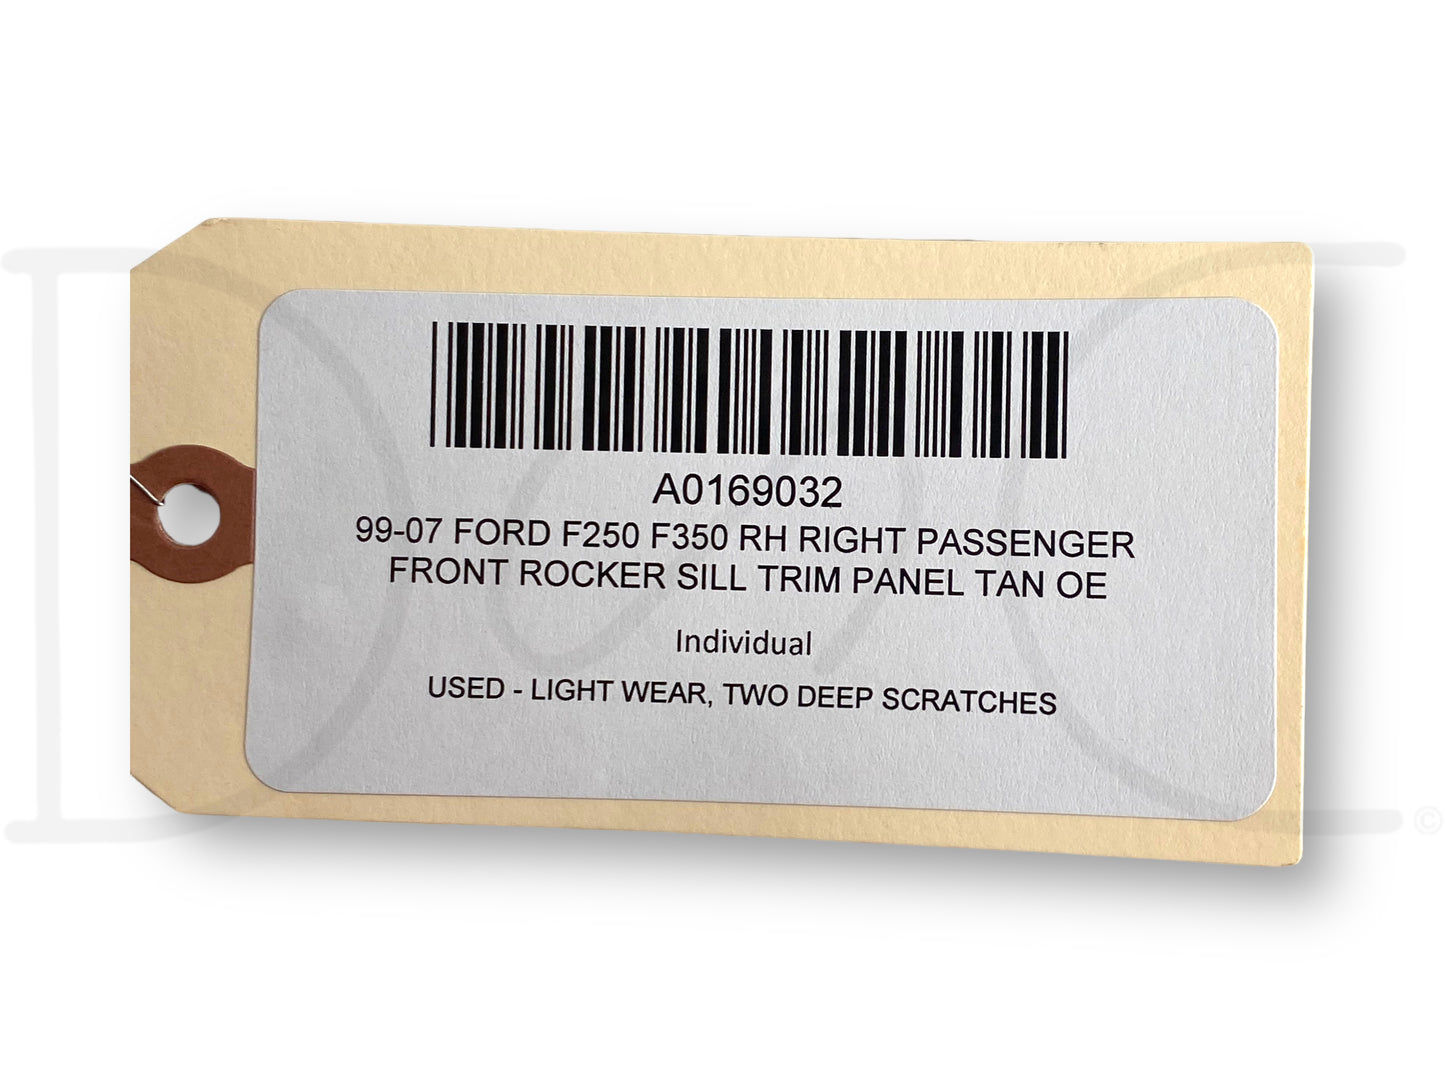 A0169032
99-07 FORD F250 F350 RH RIGHT PASSENGER
FRONT ROCKER SILL TRIM PANEL TAN OE
Individual
USED - LIGHT WEAR, TWO DEEP SCRATCHES
©